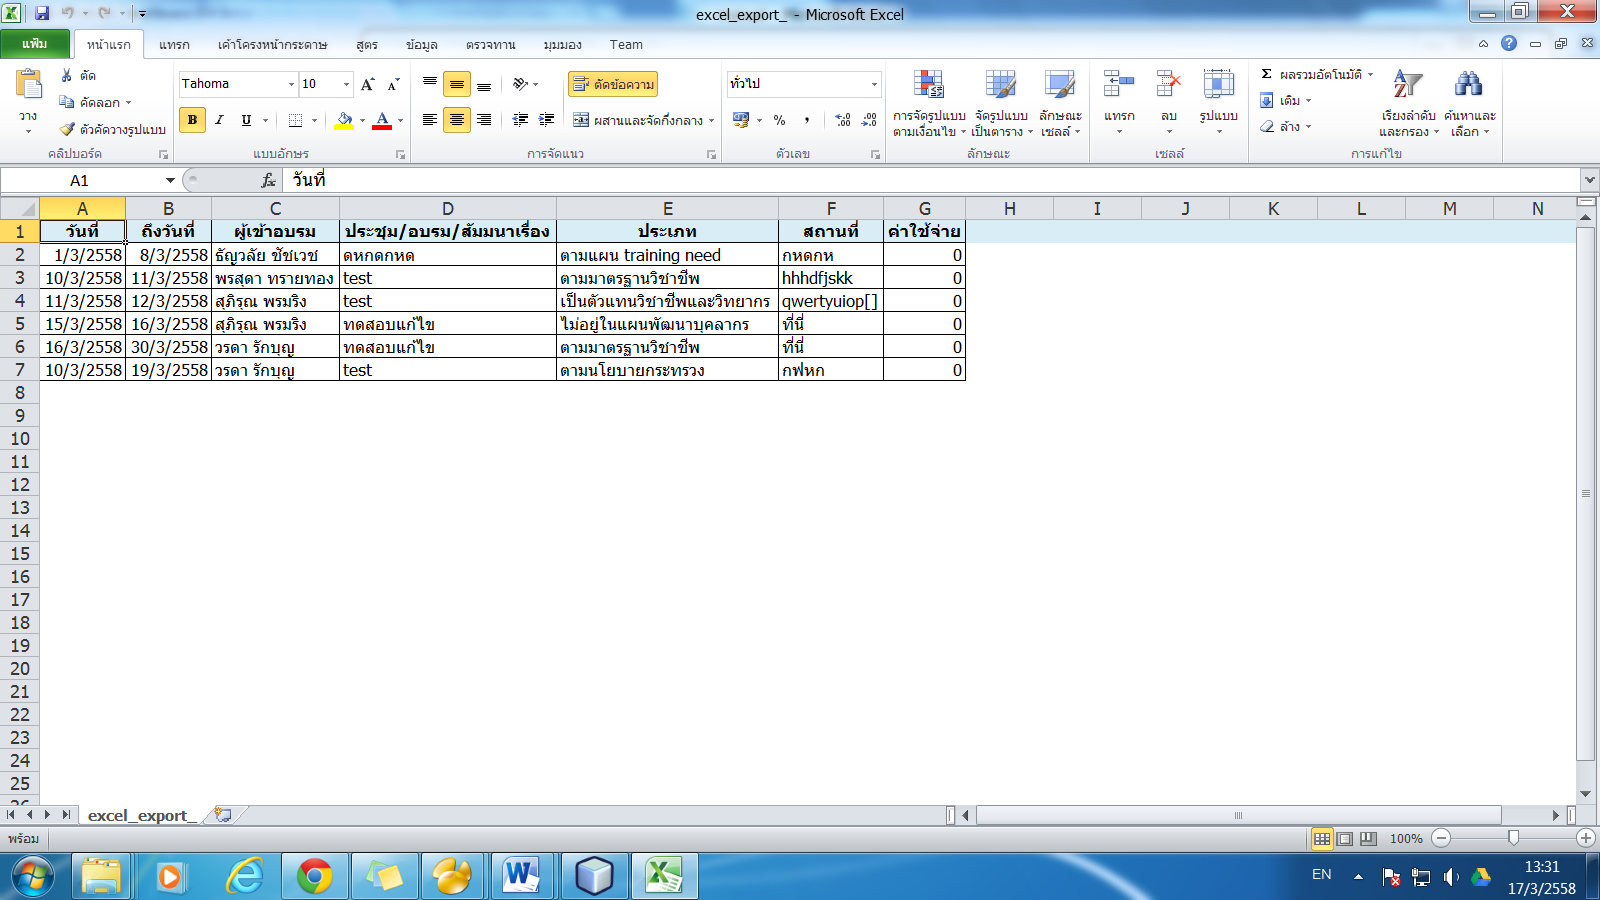 excel_export_ - Microsoft Excel
แฟ้ม หน้าแรก แทรก เค้าโครงหน้ากระดาษ สูตร ข้อมูล ตรวจทาน มุมมอง Team
วาง ตัด คัดลอก ตัวคัดวางรูปแบบ
คลิปบอร์ด
Tahoma 10
B I U A
แบบอักษร
ตัดข้อความ
ผสานและจัดกึ่งกลาง
การจัดแนว
ทั่วไป
%
ตัวเลข
การจัดรูปแบบตามเงื่อนไข จัดรูปแบบเป็นตาราง ลักษณะเซลล์
ลักษณะ
แทรก ลบ รูปแบบ
เซลล์
Σ ผลรวมอัตโนมัติ
เติม
ล้าง
เรียงลำดับและกรอง ค้นหาและเลือก
การแก้ไข
A1 fx วันที่
A B C D E F G H I J K L M N
1 วันที่ ถึงวันที่ ผู้เข้าอบรม ประชุม/อบรม/สัมมนาเรื่อง ประเภท สถานที่ ค่าใช้จ่าย
2 1/3/2558 8/3/2558 ธัญวลัย ชัชเวช ดหกดกหด ตามแผน training need กหดกห 0
3 10/3/2558 11/3/2558 พรสุดา ทรายทอง test ตามมาตรฐานวิชาชีพ hhhdfjskk 0
4 11/3/2558 12/3/2558 สุภิรุณ พรมริง test เป็นตัวแทนวิชาชีพและวิทยากร qwertyuiop[] 0
5 15/3/2558 16/3/2558 สุภิรุณ พรมริง ทดสอบแก้ไข ไม่อยู่ในแผนพัฒนาบุคลากร ที่นี่ 0
6 16/3/2558 30/3/2558 วรดา รักบุญ ทดสอบแก้ไข ตามมาตรฐานวิชาชีพ ที่นี่ 0
7 10/3/2558 19/3/2558 วรดา รักบุญ test ตามนโยบายกระทรวง กฟหก 0
8
9
10
11
12
13
14
15
16
17
18
19
20
21
22
23
24
25
26
excel_export_
พร้อม 100%
EN 13:31
17/3/2558